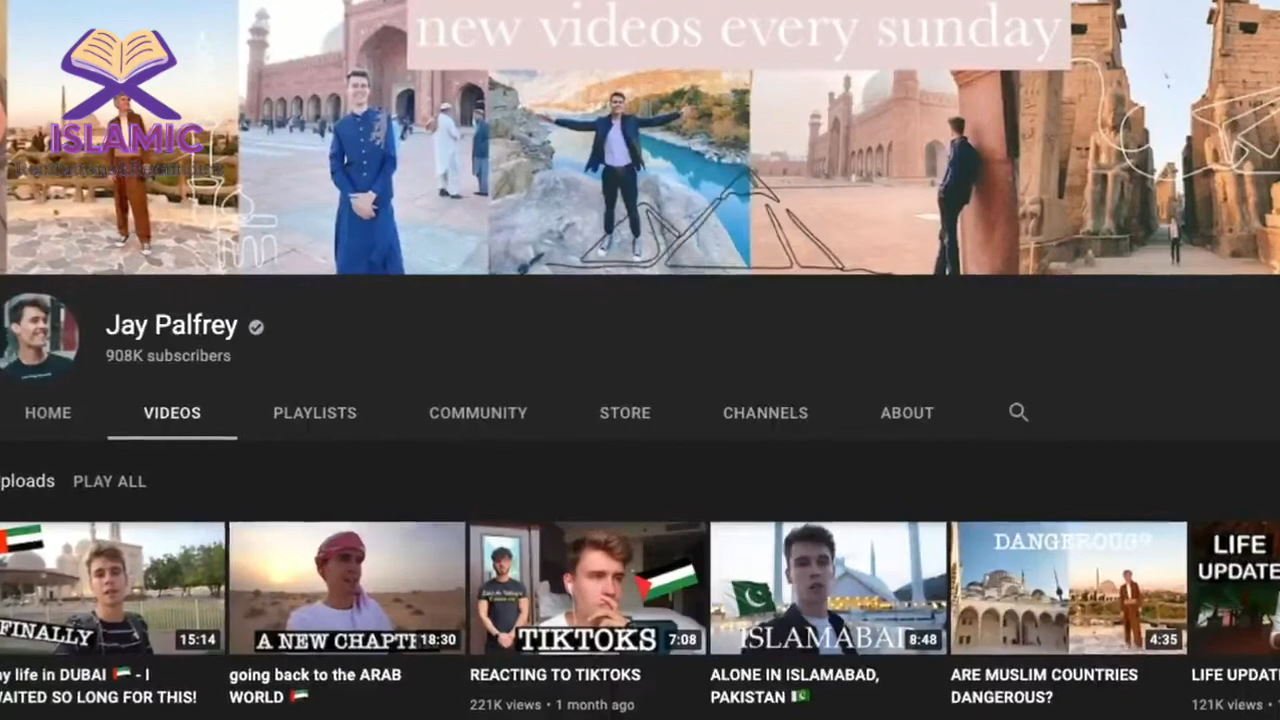 new videos every sunday
ISLAMIC
Jay Palfrey
908K subscribers
HOME VIDEOS PLAYLISTS COMMUNITY STORE CHANNELS ABOUT
ploads PLAY ALL
FINALLY 15:14
A NEW CHAPT 18:30
TIKTOKS 7:08
ISLAMABA 8:48
DANGEROUS? 4:35
LIFE
UPDATE
y life in DUBAI 🇦🇪 - I
WAITED SO LONG FOR THIS!
going back to the ARAB
WORLD 🇦🇪
REACTING TO TIKTOKS
221K views • 1 month ago
ALONE IN ISLAMABAD,
PAKISTAN 🇵🇰
ARE MUSLIM COUNTRIES
DANGEROUS?
LIFE UPDAT
121K views •